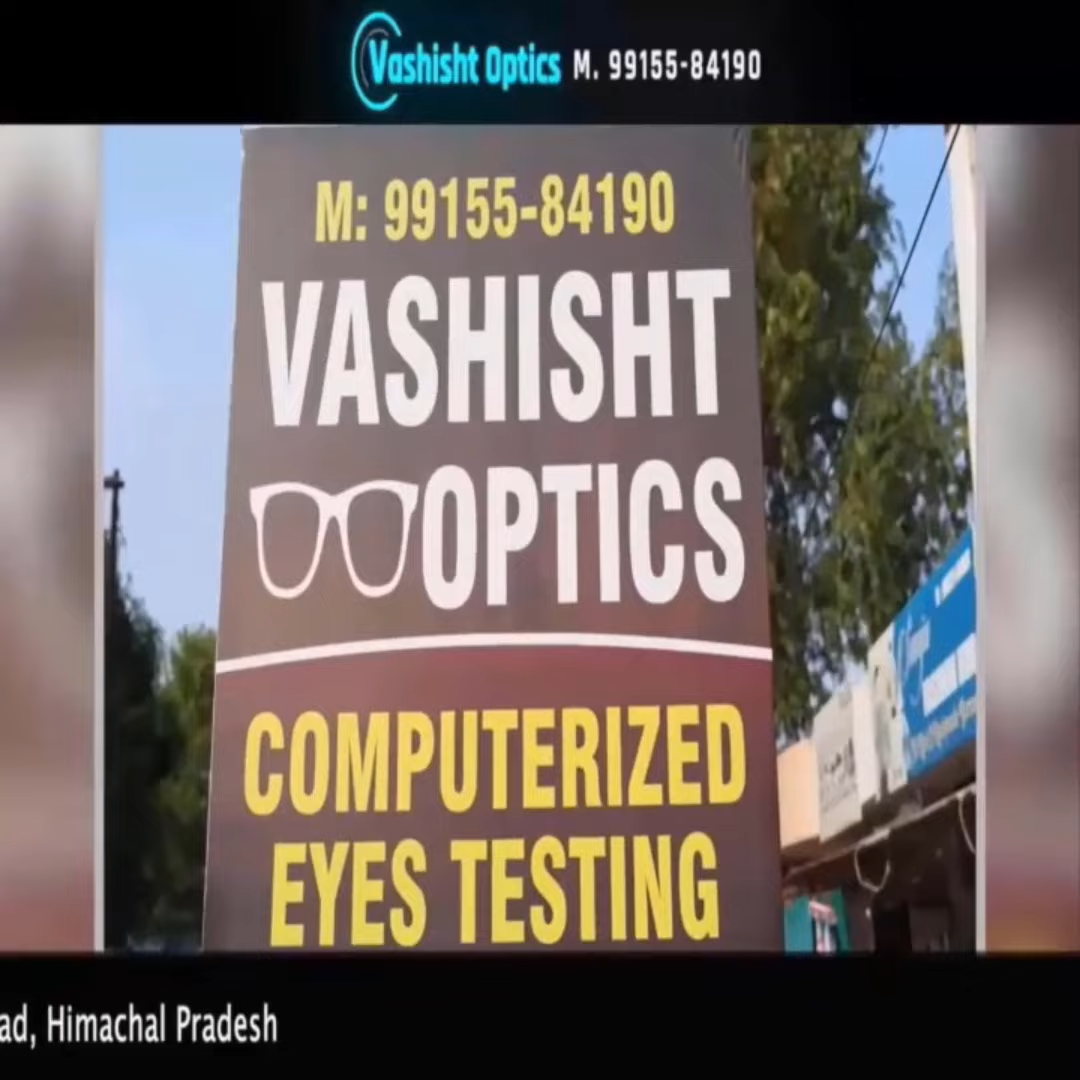 Vashisht Optics M. 99155-84190
M: 99155-84190
VASHISHT
OPTICS
COMPUTERIZED
EYES TESTING
ad, Himachal Pradesh